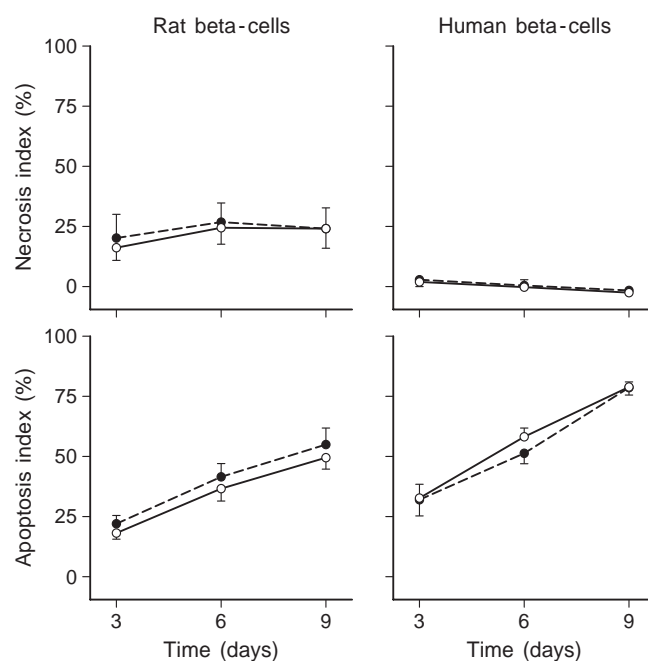 Rat beta-cells
Human beta-cells
Necrosis index (%)
100
75
50
25
0
Apoptosis index (%)
100
75
50
25
0
3 6 9
3 6 9
Time (days)
Time (days)